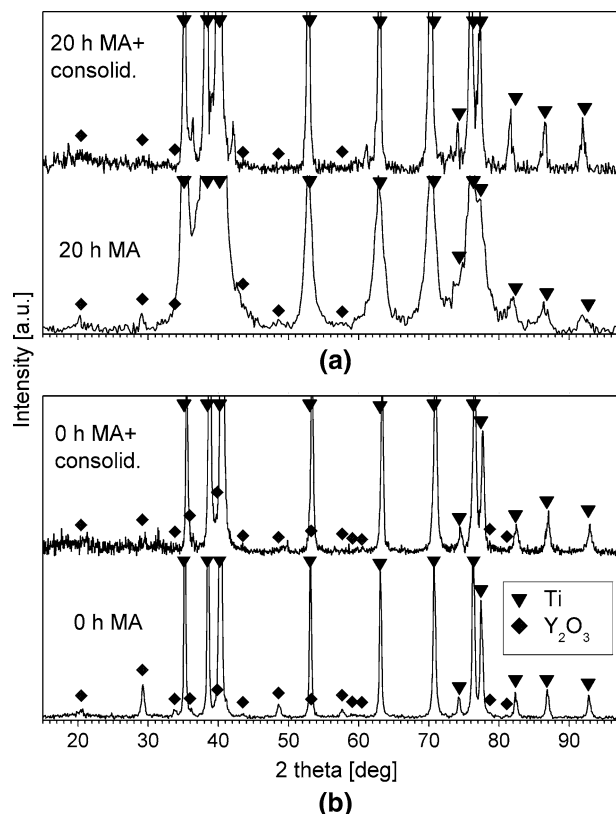 20 h MA+
consolid.
20 h MA
(a)
Intensity [a.u.]
0 h MA+
consolid.
0 h MA
Ti
Y₂O₃
20 30 40 50 60 70 80 90
2 theta [deg]
(b)